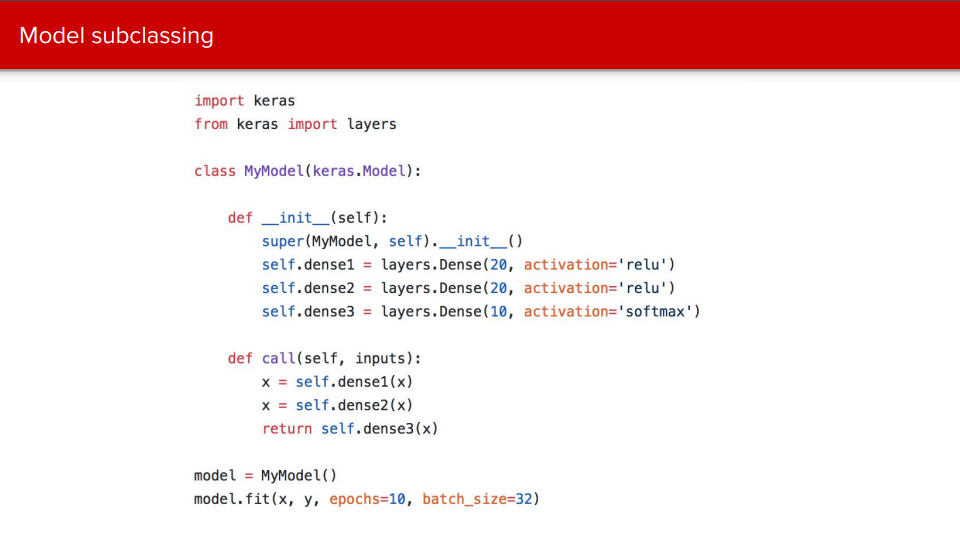 Model subclassing
import keras
from keras import layers
class MyModel(keras.Model):
def __init__(self):
super(MyModel, self).__init__()
self.dense1 = layers.Dense(20, activation='relu')
self.dense2 = layers.Dense(20, activation='relu')
self.dense3 = layers.Dense(10, activation='softmax')
def call(self, inputs):
x = self.dense1(x)
x = self.dense2(x)
return self.dense3(x)
model = MyModel()
model.fit(x, y, epochs=10, batch_size=32)